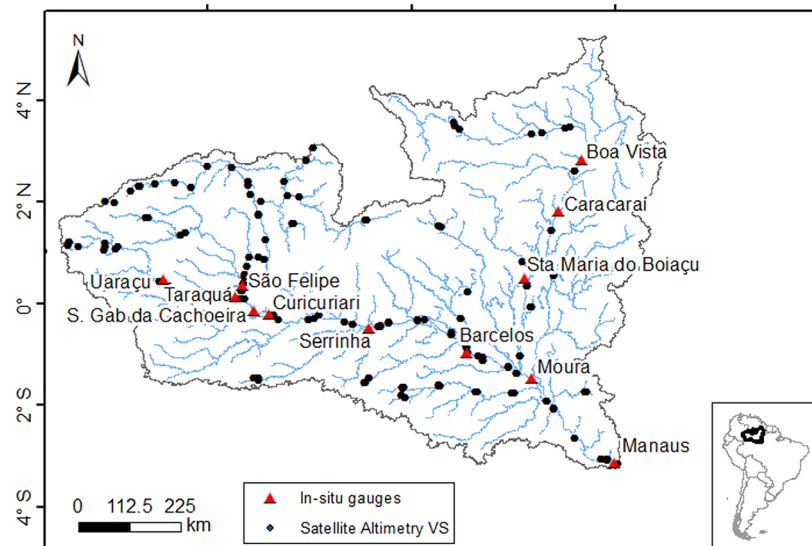 N
4°N
2°N
0°
2°S
4°S
Boa Vista
Caracaraí
Sta Maria do Boiaçu
Uaraçu
São Felipe
Taraquá
Curicuriari
S. Gab da Cachoeira
Serrinha
Barcelos
Moura
Manaus
0 112.5 225
km
In-situ gauges
Satellite Altimetry VS